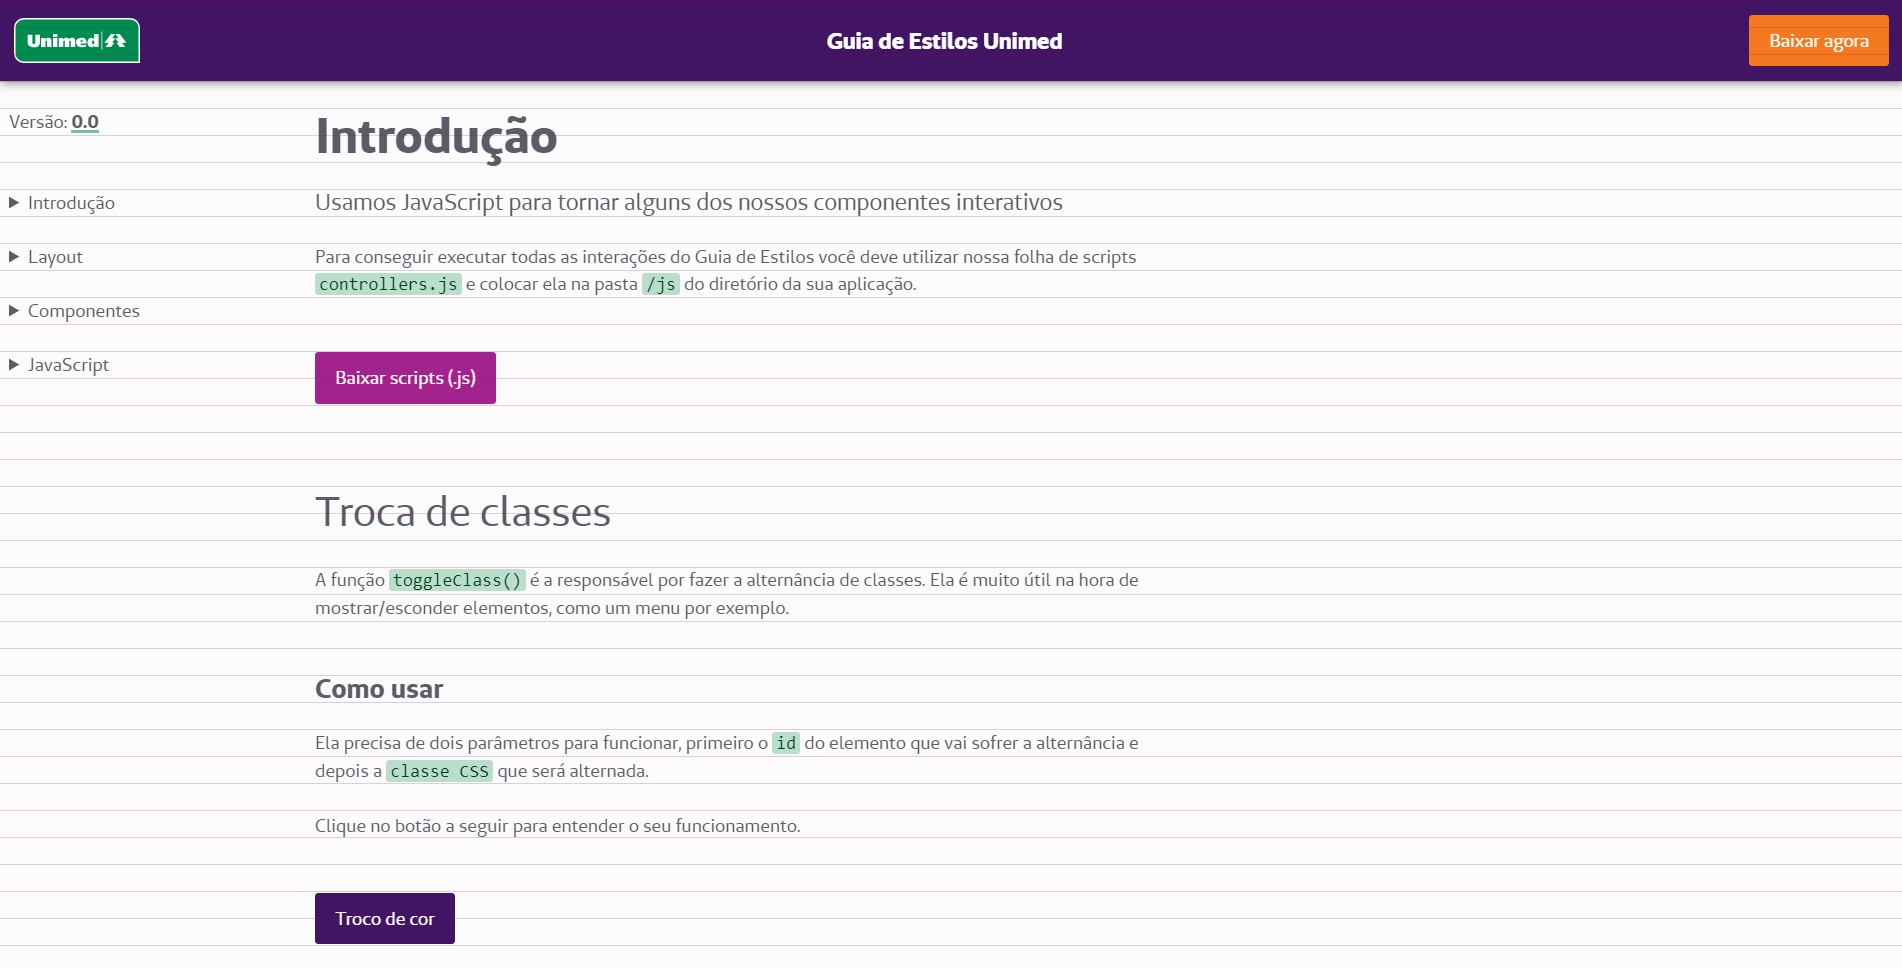 Unimed
Guia de Estilos Unimed
Baixar agora
Versão: 0.0
Introdução
Layout
Componentes
JavaScript
Introdução
Usamos JavaScript para tornar alguns dos nossos componentes interativos
Para conseguir executar todas as interações do Guia de Estilos você deve utilizar nossa folha de scripts
controllers.js e colocar ela na pasta /js do diretório da sua aplicação.
Baixar scripts (.js)
Troca de classes
A função toggleClass() é a responsável por fazer a alternância de classes. Ela é muito útil na hora de
mostrar/esconder elementos, como um menu por exemplo.
Como usar
Ela precisa de dois parâmetros para funcionar, primeiro o id do elemento que vai sofrer a alternância e
depois a classe CSS que será alternada.
Clique no botão a seguir para entender o seu funcionamento.
Troco de cor